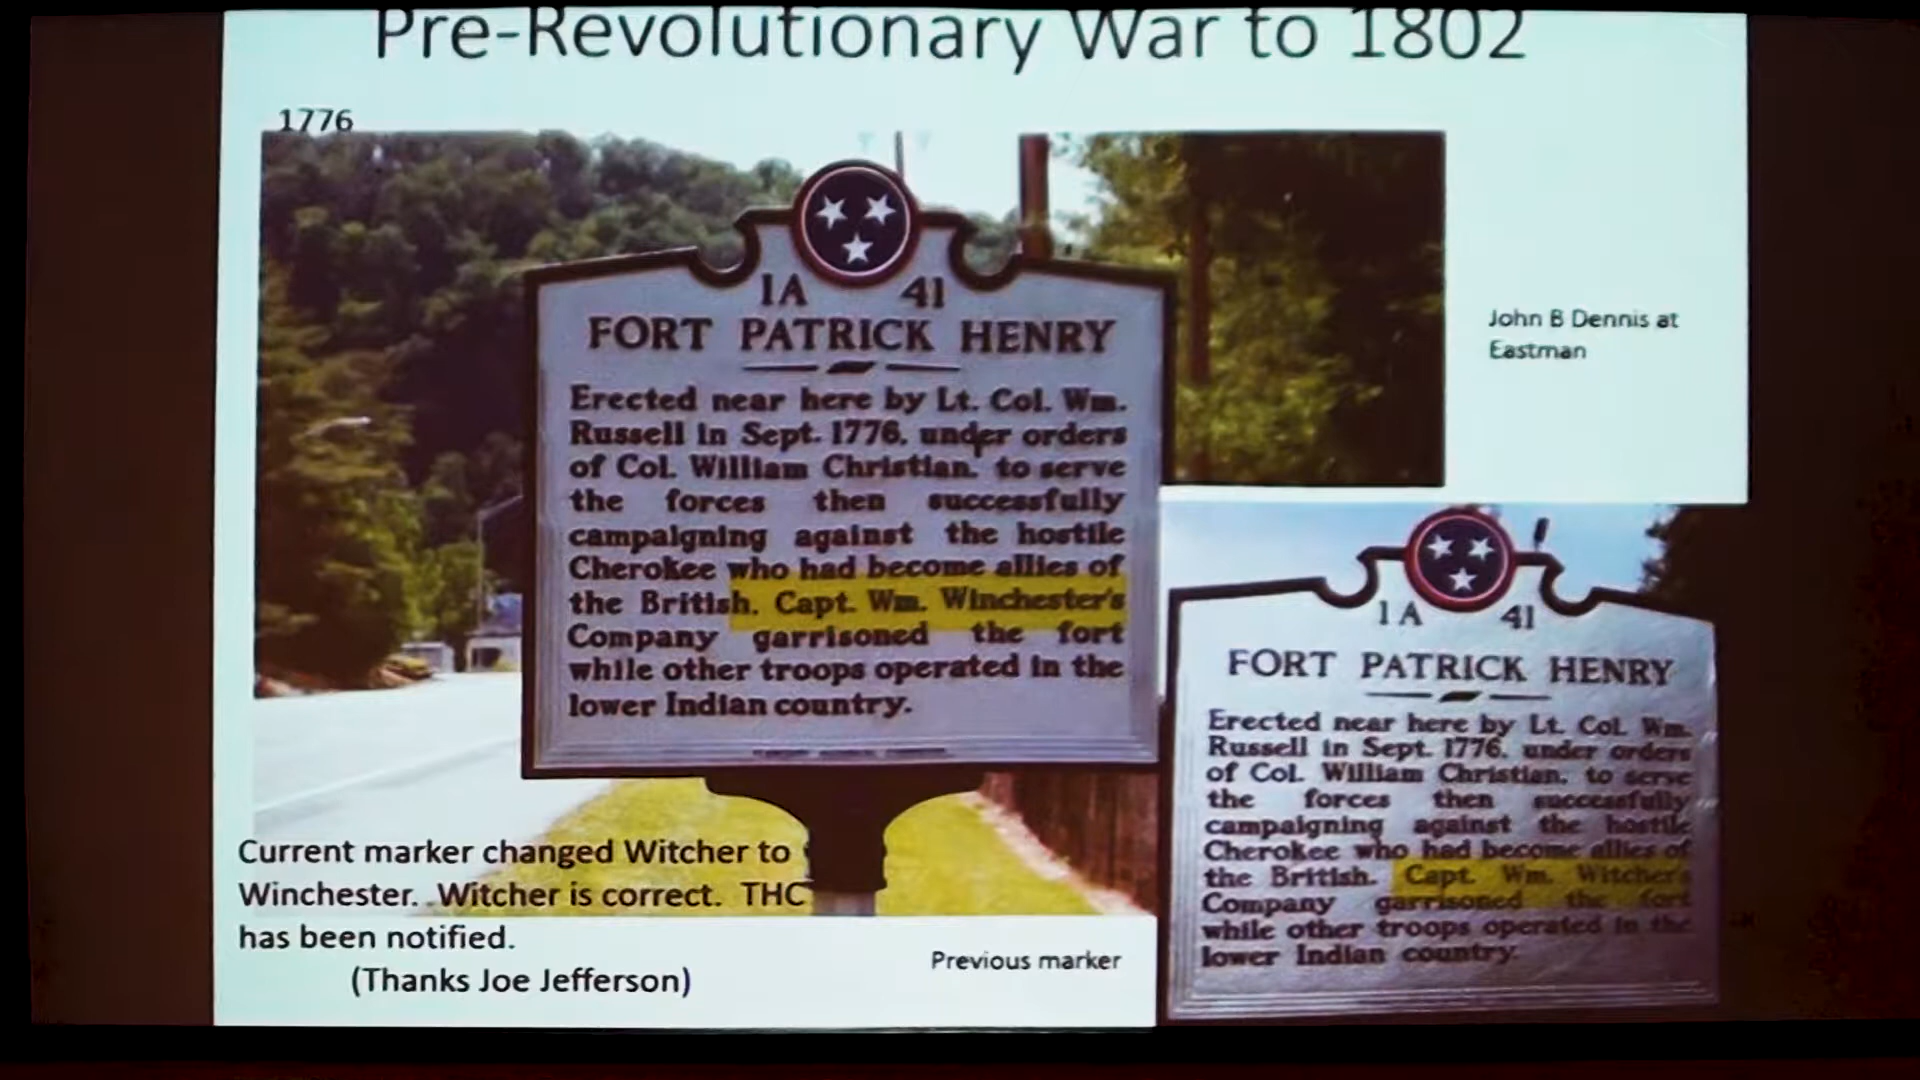 Pre-Revolutionary War to 1802
1776
1A 41
FORT PATRICK HENRY
Erected near here by Lt. Col. Wm.
Russell in Sept. 1776, under orders
of Col. William Christian, to serve
the forces then successfully
campaigning against the hostile
Cherokee who had become allies of
the British. Capt. Wm. Winchester's
Company garrisoned the fort
while other troops operated in the
lower Indian country.
John B Dennis at
Eastman
Current marker changed Witcher to
Winchester. Witcher is correct. THC
has been notified.
(Thanks Joe Jefferson)
Previous marker
1A 41
FORT PATRICK HENRY
Erected near here by Lt. Col. Wm.
Russell in Sept. 1776, under orders
of Col. William Christian, to serve
the forces then successfully
campaigning against the hostile
Cherokee who had become allies of
the British. Capt. Wm. Witcher's
Company garrisoned the fort
while other troops operated in the
lower Indian country.